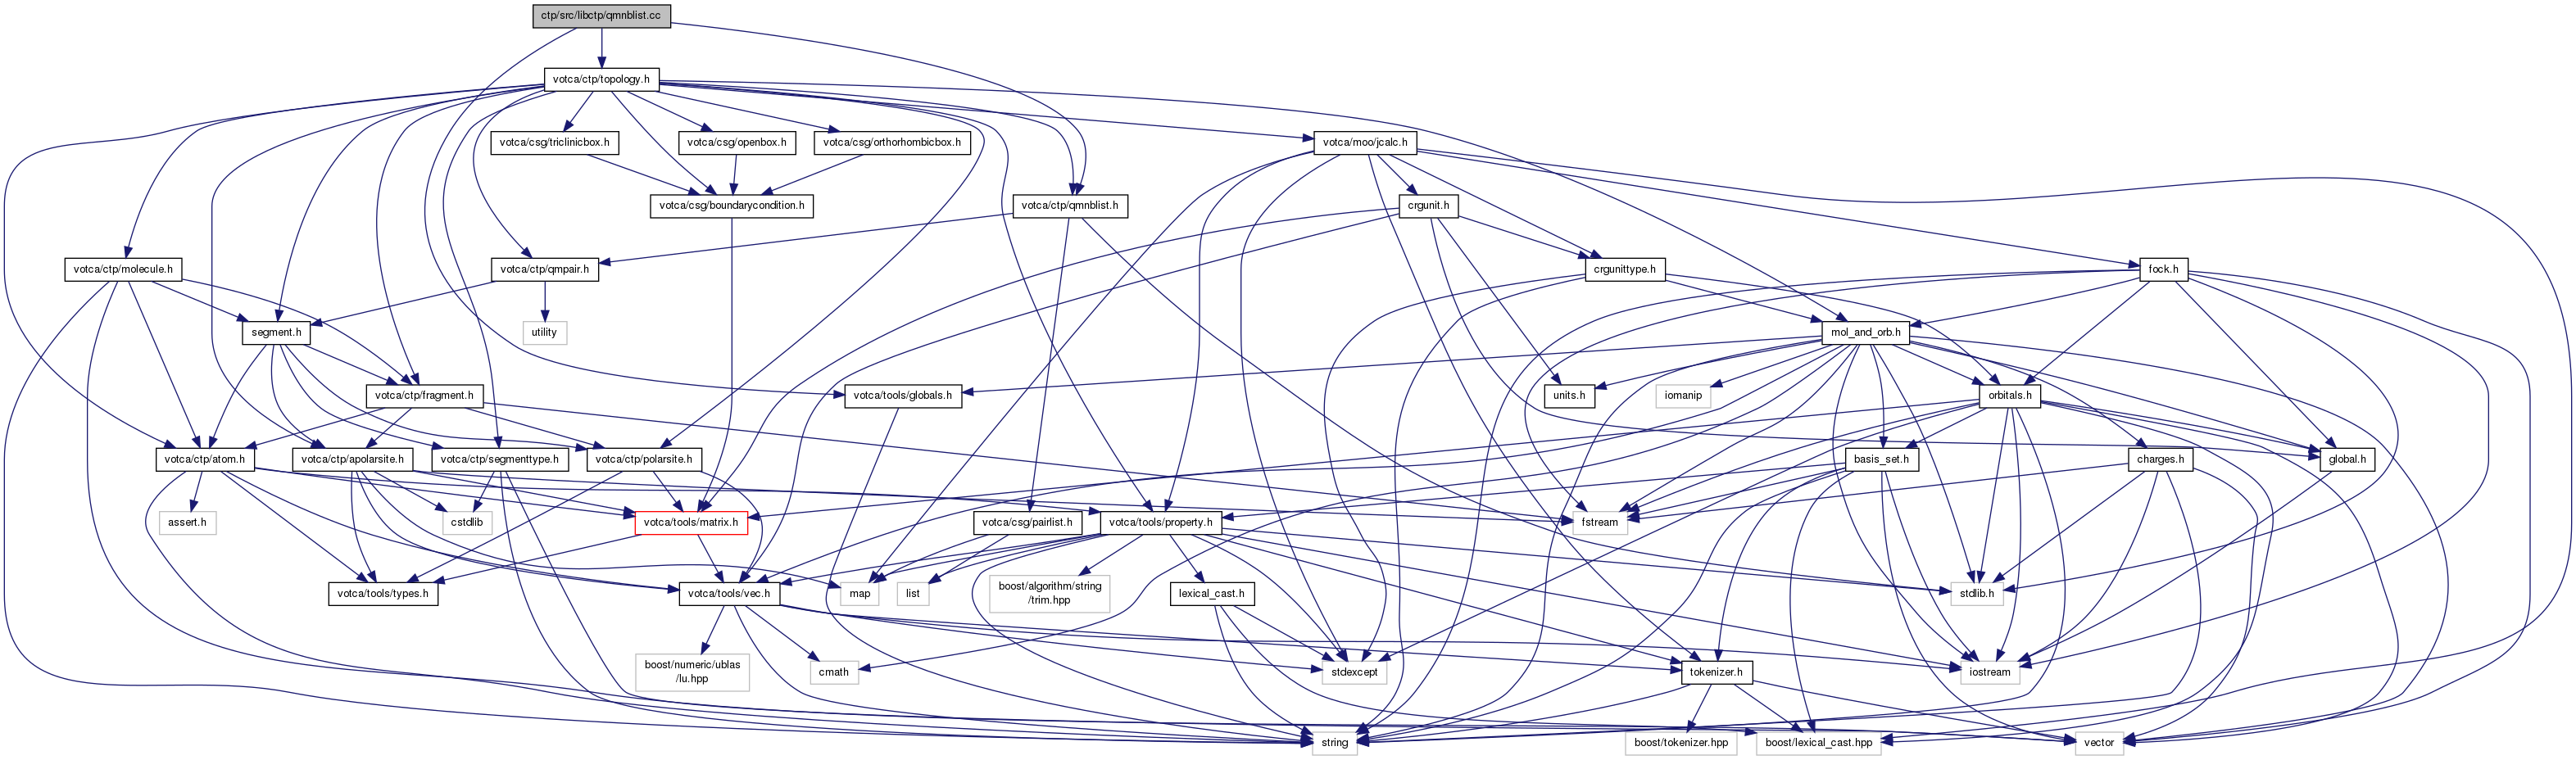 ctp/src/libctp/qmnblist.cc
votca/ctp/topology.h
votca/csg/triclinicbox.h
votca/csg/openbox.h
votca/csg/orthorhombicbox.h
votca/moo/jcalc.h
votca/csg/boundarycondition.h
votca/ctp/qmnblist.h
crgunit.h
votca/ctp/molecule.h
votca/ctp/qmpair.h
crgunittype.h
fock.h
segment.h
utility
mol_and_orb.h
votca/ctp/fragment.h
votca/tools/globals.h
units.h
iomanip
orbitals.h
votca/ctp/atom.h
votca/ctp/apolarsite.h
votca/ctp/segmenttype.h
votca/ctp/polarsite.h
basis_set.h
charges.h
global.h
assert.h
cstdlib
votca/tools/matrix.h
votca/csg/pairlist.h
votca/tools/property.h
fstream
votca/tools/types.h
votca/tools/vec.h
map
list
boost/algorithm/string
/trim.hpp
lexical_cast.h
stdlib.h
boost/numeric/ublas
/lu.hpp
cmath
stdexcept
tokenizer.h
iostream
string
boost/tokenizer.hpp
boost/lexical_cast.hpp
vector